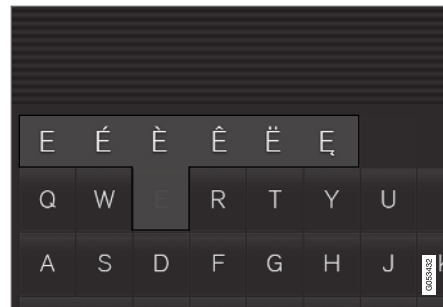 E É È Ê Ë Ę
Q W E R T Y U
A S D F G H J K
G053432